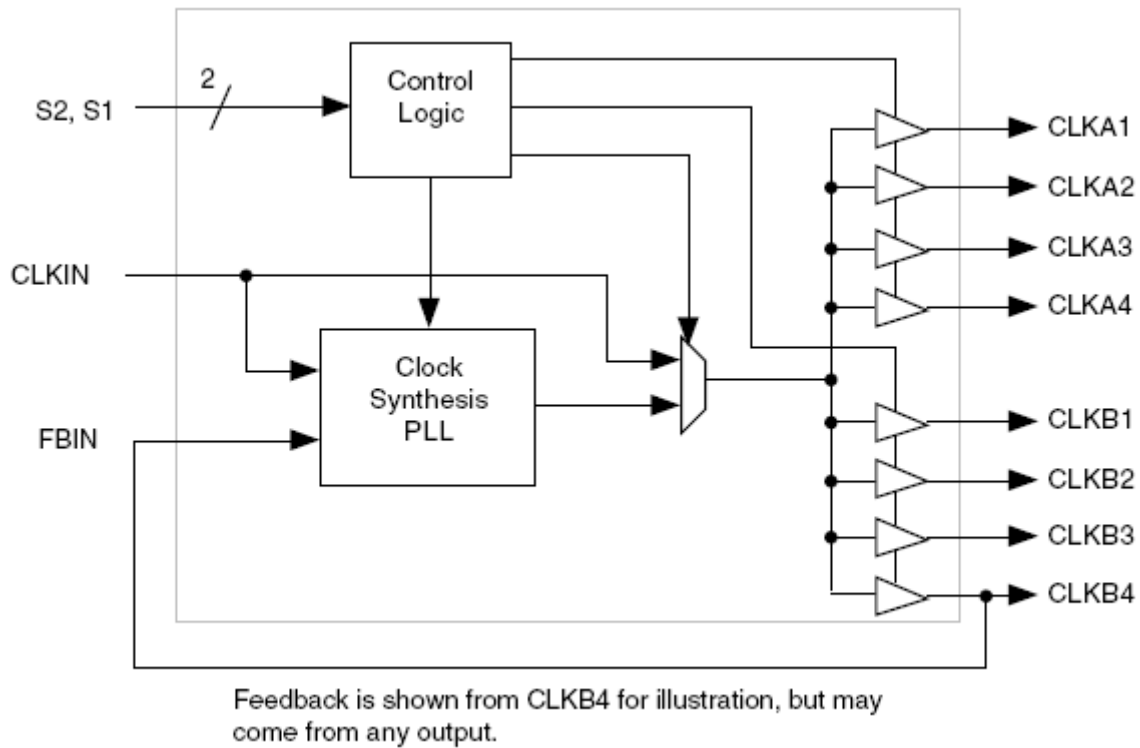 2
S2, S1
Control
Logic
CLKA1
CLKA2
CLKA3
CLKIN
CLKA4
Clock
Synthesis
PLL
FBIN
CLKB1
CLKB2
CLKB3
CLKB4
Feedback is shown from CLKB4 for illustration, but may
come from any output.